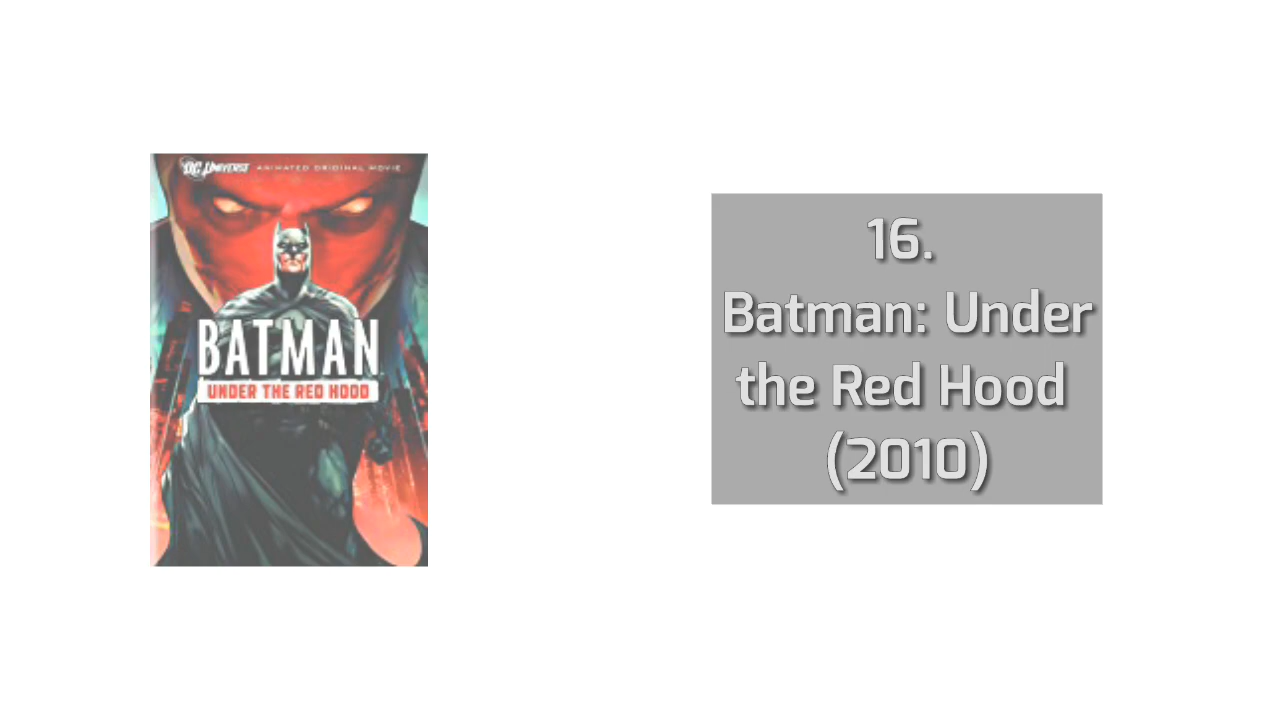 DC UNIVERSE ANIMATED ORIGINAL MOVIE
BATMAN
UNDER THE RED HOOD
16.
Batman: Under
the Red Hood
(2010)